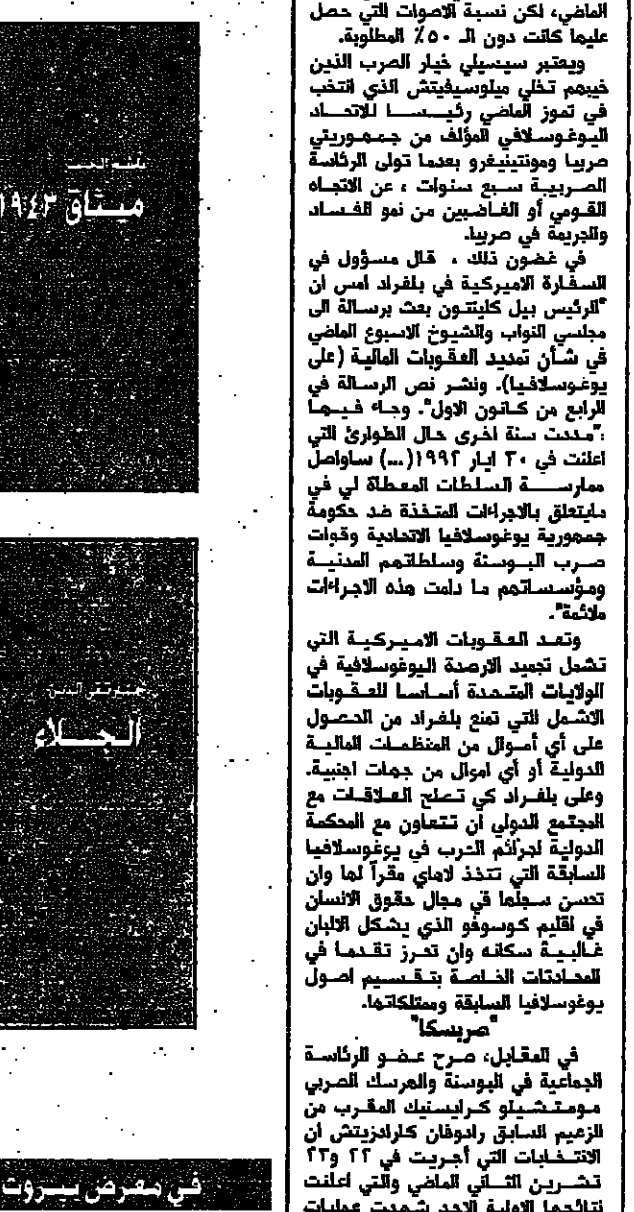 الماضي، لكن نسبة الاصوات التي حصل
عليها كانت دون الـ ٥٠٪ المطلوبة.
ويعتبر سيسيلي خيار الصرب الذين
خيبهم تخلي ميلوسيفيتش الذي انتخب
في تموز الماضي رئيسا للاتحاد
اليوغوسلافي المؤلف من جمهوريتي
صربيا ومونتينيغرو بعدما تولى الرئاسة
الصربية سبع سنوات ، عن الاتجاه
القومي أو الغاضبين من نمو الفساد
والجريمة في صربيا.
في غضون ذلك ، قال مسؤول في
السفارة الاميركية في بلغراد امس ان
"الرئيس بيل كلينتون بعث برسالة الى
مجلسي النواب والشيوخ الاسبوع الماضي
في شأن تمديد العقوبات المالية (على
يوغوسلافيا). ونشر نص الرسالة في
الرابع من كانون الاول". وجاء فيها
:"مددت سنة اخرى حال الطوارئ التي
اعلنت في ٣٠ ايار ١٩٩٢(...) ساواصل
ممارسة السلطات المعطاة لي في
مايتعلق بالاجراءات المتخذة ضد حكومة
جمهورية يوغوسلافيا الاتحادية وقوات
صرب البوسنة وسلطاتهم المدنية
ومؤسساتهم ما دامت هذه الاجراءات
ملائمة".
وتعد العقوبات الاميركية التي
تشمل تجميد الارصدة اليوغوسلافية في
الولايات المتحدة أساسا للعقوبات
الاشمل التي تمنع بلغراد من الحصول
على أي أموال من المنظمات المالية
الدولية أو أي اموال من جهات اجنبية.
وعلى بلغراد كي تصلح العلاقات مع
المجتمع الدولي ان تتعاون مع المحكمة
الدولية لجرائم الحرب في يوغوسلافيا
السابقة التي تتخذ لاهاي مقراً لها وان
تحسن سجلها في مجال حقوق الانسان
في اقليم كوسوفو الذي يشكل الالبان
غالبية سكانه وان تحرز تقدما في
المحادثات الخاصة بتقسيم اصول
يوغوسلافيا السابقة وممتلكاتها.
"صربسكا"
في المقابل، صرح عضو الرئاسة
الجماعية في البوسنة والهرسك الصربي
مومتشيلو كرايسنيك المقرب من
الزعيم السابق رادوفان كارادزيتش ان
الانتخابات التي أجريت في ٢٢ و٢٣
تشرين الثاني الماضي والتي اعلنت
نتائجها الاولية الاحد شهدت عمليات
ميثاق ١٩٤٣
الجلاء
في معرض بيروت